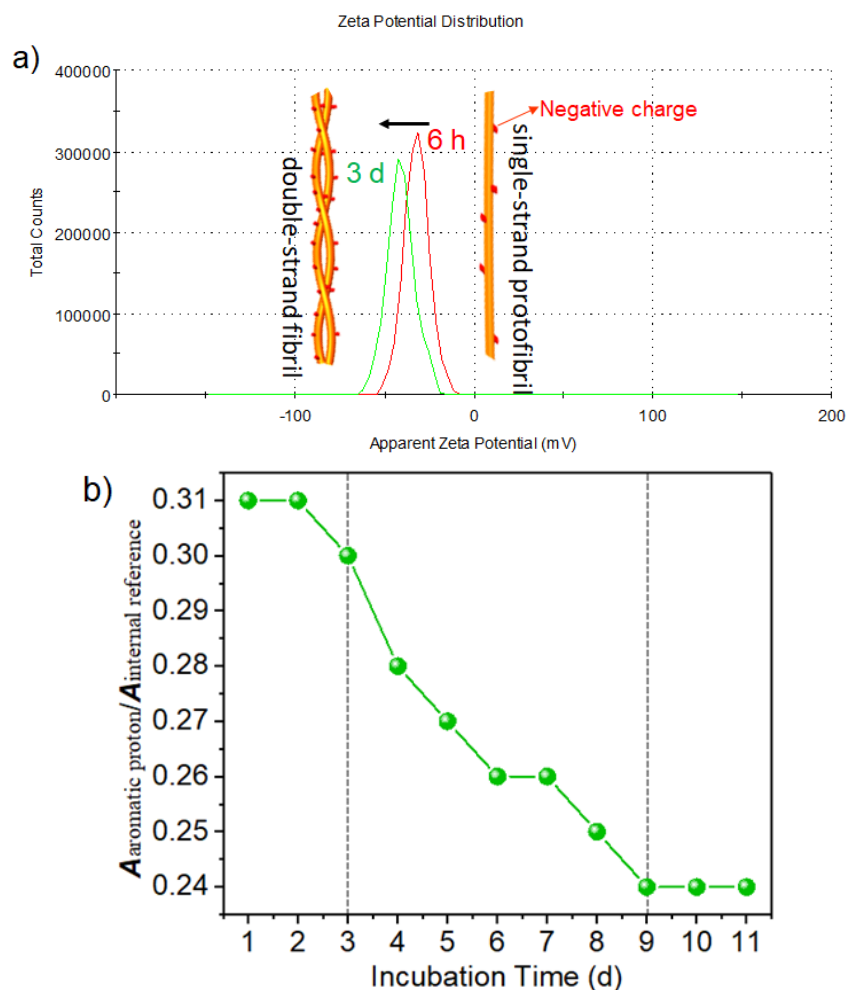 Zeta Potential Distribution
a)
400000
300000
200000
100000
0
Total Counts
double-strand fibril
3 d
6 h
Negative charge
single-strand protofibril
-100
0
100
200
Apparent Zeta Potential (mV)
b)
0.31
0.30
0.29
0.28
0.27
0.26
0.25
0.24
Aaromatic proton/Ainternal reference
1 2 3 4 5 6 7 8 9 10 11
Incubation Time (d)